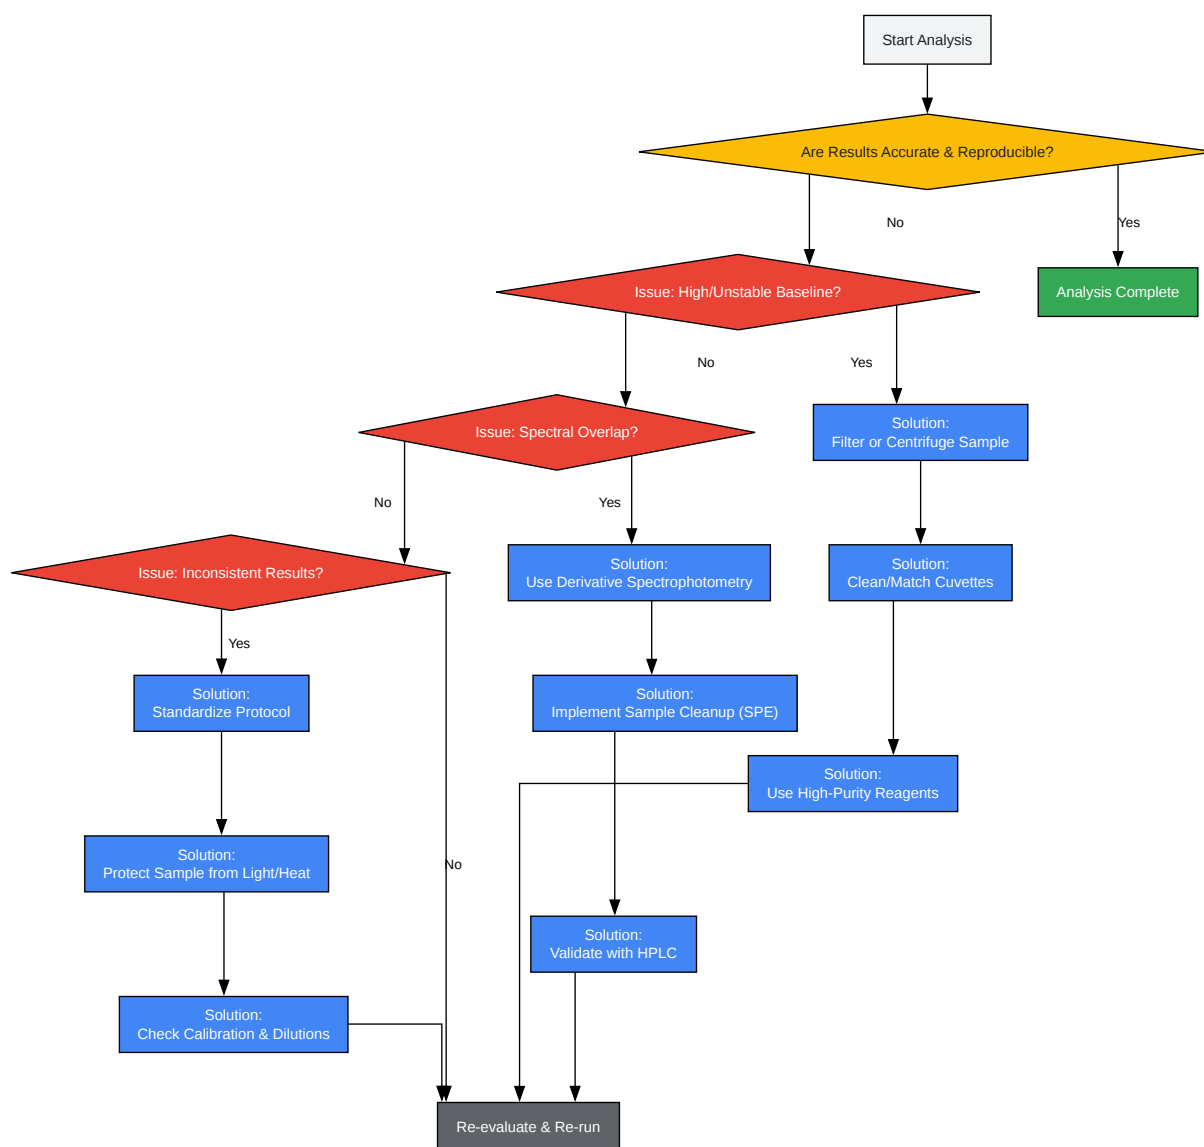 Start Analysis
Are Results Accurate & Reproducible?
No
Yes
Issue: High/Unstable Baseline?
Analysis Complete
No
Yes
Issue: Spectral Overlap?
Solution:
Filter or Centrifuge Sample
No
Yes
Issue: Inconsistent Results?
Solution:
Use Derivative Spectrophotometry
Solution:
Clean/Match Cuvettes
Yes
Solution:
Standardize Protocol
Solution:
Implement Sample Cleanup (SPE)
Solution:
Use High-Purity Reagents
Solution:
Protect Sample from Light/Heat
No
Solution:
Validate with HPLC
Solution:
Check Calibration & Dilutions
Re-evaluate & Re-run